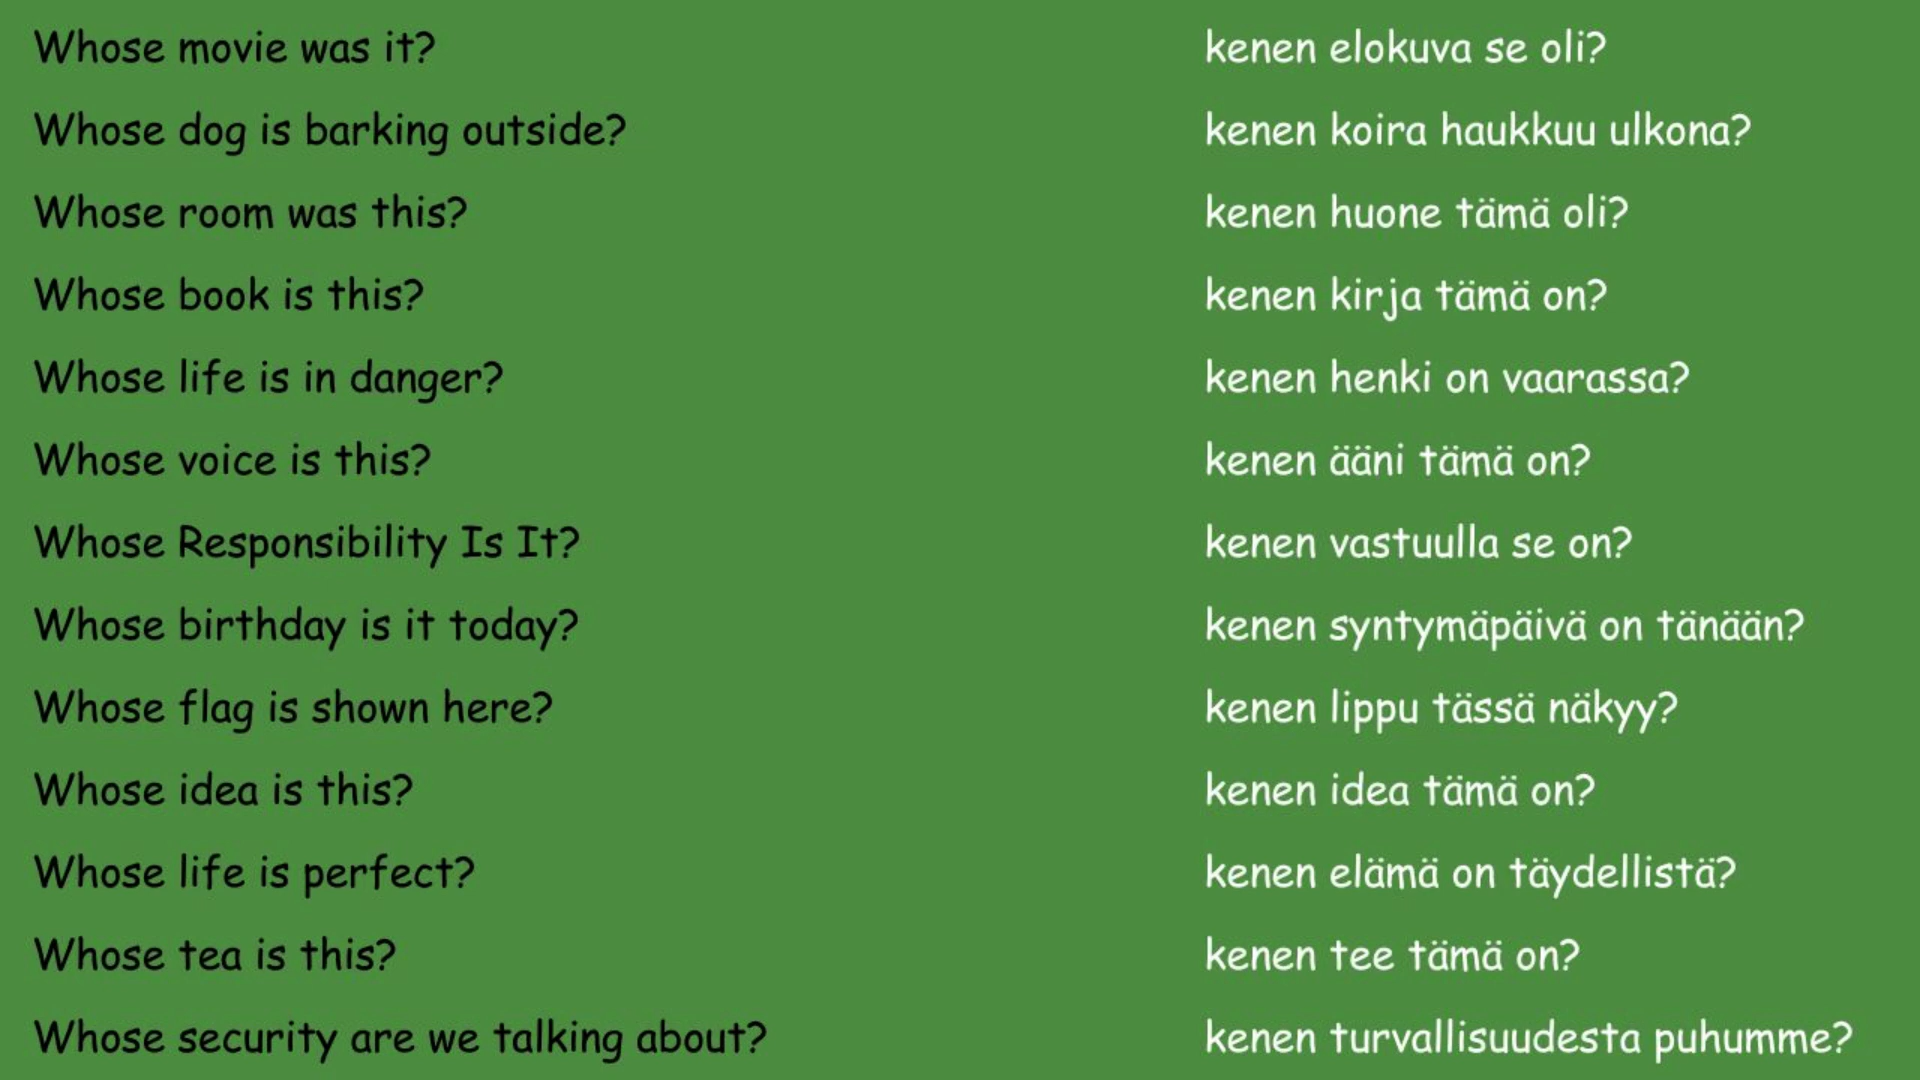 Whose movie was it? kenen elokuva se oli?
Whose dog is barking outside? kenen koira haukkuu ulkona?
Whose room was this? kenen huone tämä oli?
Whose book is this? kenen kirja tämä on?
Whose life is in danger? kenen henki on vaarassa?
Whose voice is this? kenen ääni tämä on?
Whose Responsibility Is It? kenen vastuulla se on?
Whose birthday is it today? kenen syntymäpäivä on tänään?
Whose flag is shown here? kenen lippu tässä näkyy?
Whose idea is this? kenen idea tämä on?
Whose life is perfect? kenen elämä on täydellistä?
Whose tea is this? kenen tee tämä on?
Whose security are we talking about? kenen turvallisuudesta puhumme?